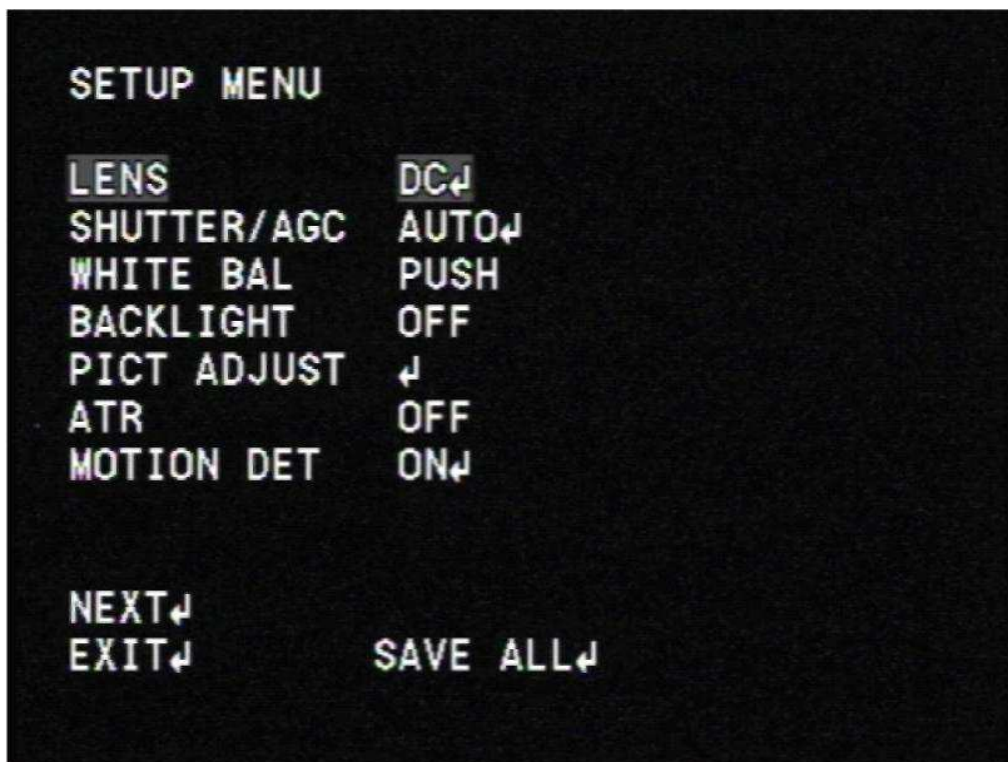 SETUP MENU
LENS DC↲
SHUTTER/AGC AUTO↲
WHITE BAL PUSH
BACKLIGHT OFF
PICT ADJUST ↲
ATR OFF
MOTION DET ON↲
NEXT↲
EXIT↲ SAVE ALL↲